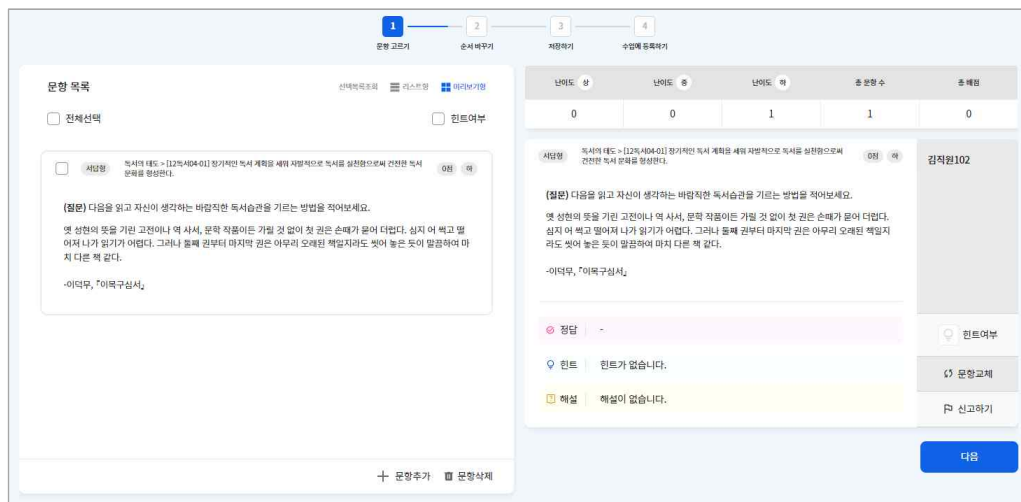 1
2
3
4
문항 고르기
순서 바꾸기
저장하기
수업에 등록하기
문항 목록
선택목록조회
리스트형
미리보기형
전체선택
힌트여부
서답형
독서의 태도 > [12독서04-01] 장기적인 독서 계획을 세워 자발적으로 독서를 실천함으로써 건전한 독서
문화를 형성한다.
0점
하
(질문) 다음을 읽고 자신이 생각하는 바람직한 독서습관을 기르는 방법을 적어보세요.
옛 성현의 뜻을 기린 고전이나 역 사서, 문학 작품이든 가릴 것 없이 첫 권은 손때가 묻어 더럽다. 심지 어 썩고 떨
어져 나가 읽기가 어렵다. 그러나 둘째 권부터 마지막 권은 아무리 오래된 책일지라도 씻어 놓은 듯이 말끔하여 마
치 다른 책 같다.
-이덕무, 『이목구심서』
문항추가
문항삭제
난이도 상
난이도 중
난이도 하
총 문항 수
총 배점
0
0
1
1
0
서답형
독서의 태도 > [12독서04-01] 장기적인 독서 계획을 세워 자발적으로 독서를 실천함으로써
건전한 독서 문화를 형성한다.
0점
하
(질문) 다음을 읽고 자신이 생각하는 바람직한 독서습관을 기르는 방법을 적어보세요.
옛 성현의 뜻을 기린 고전이나 역 사서, 문학 작품이든 가릴 것 없이 첫 권은 손때가 묻어 더럽다.
심지 어 썩고 떨어져 나가 읽기가 어렵다. 그러나 둘째 권부터 마지막 권은 아무리 오래된 책일지
라도 씻어 놓은 듯이 말끔하여 마치 다른 책 같다.
-이덕무, 『이목구심서』
정답
-
힌트
힌트가 없습니다.
해설
해설이 없습니다.
김직원102
힌트여부
문항교체
신고하기
다음